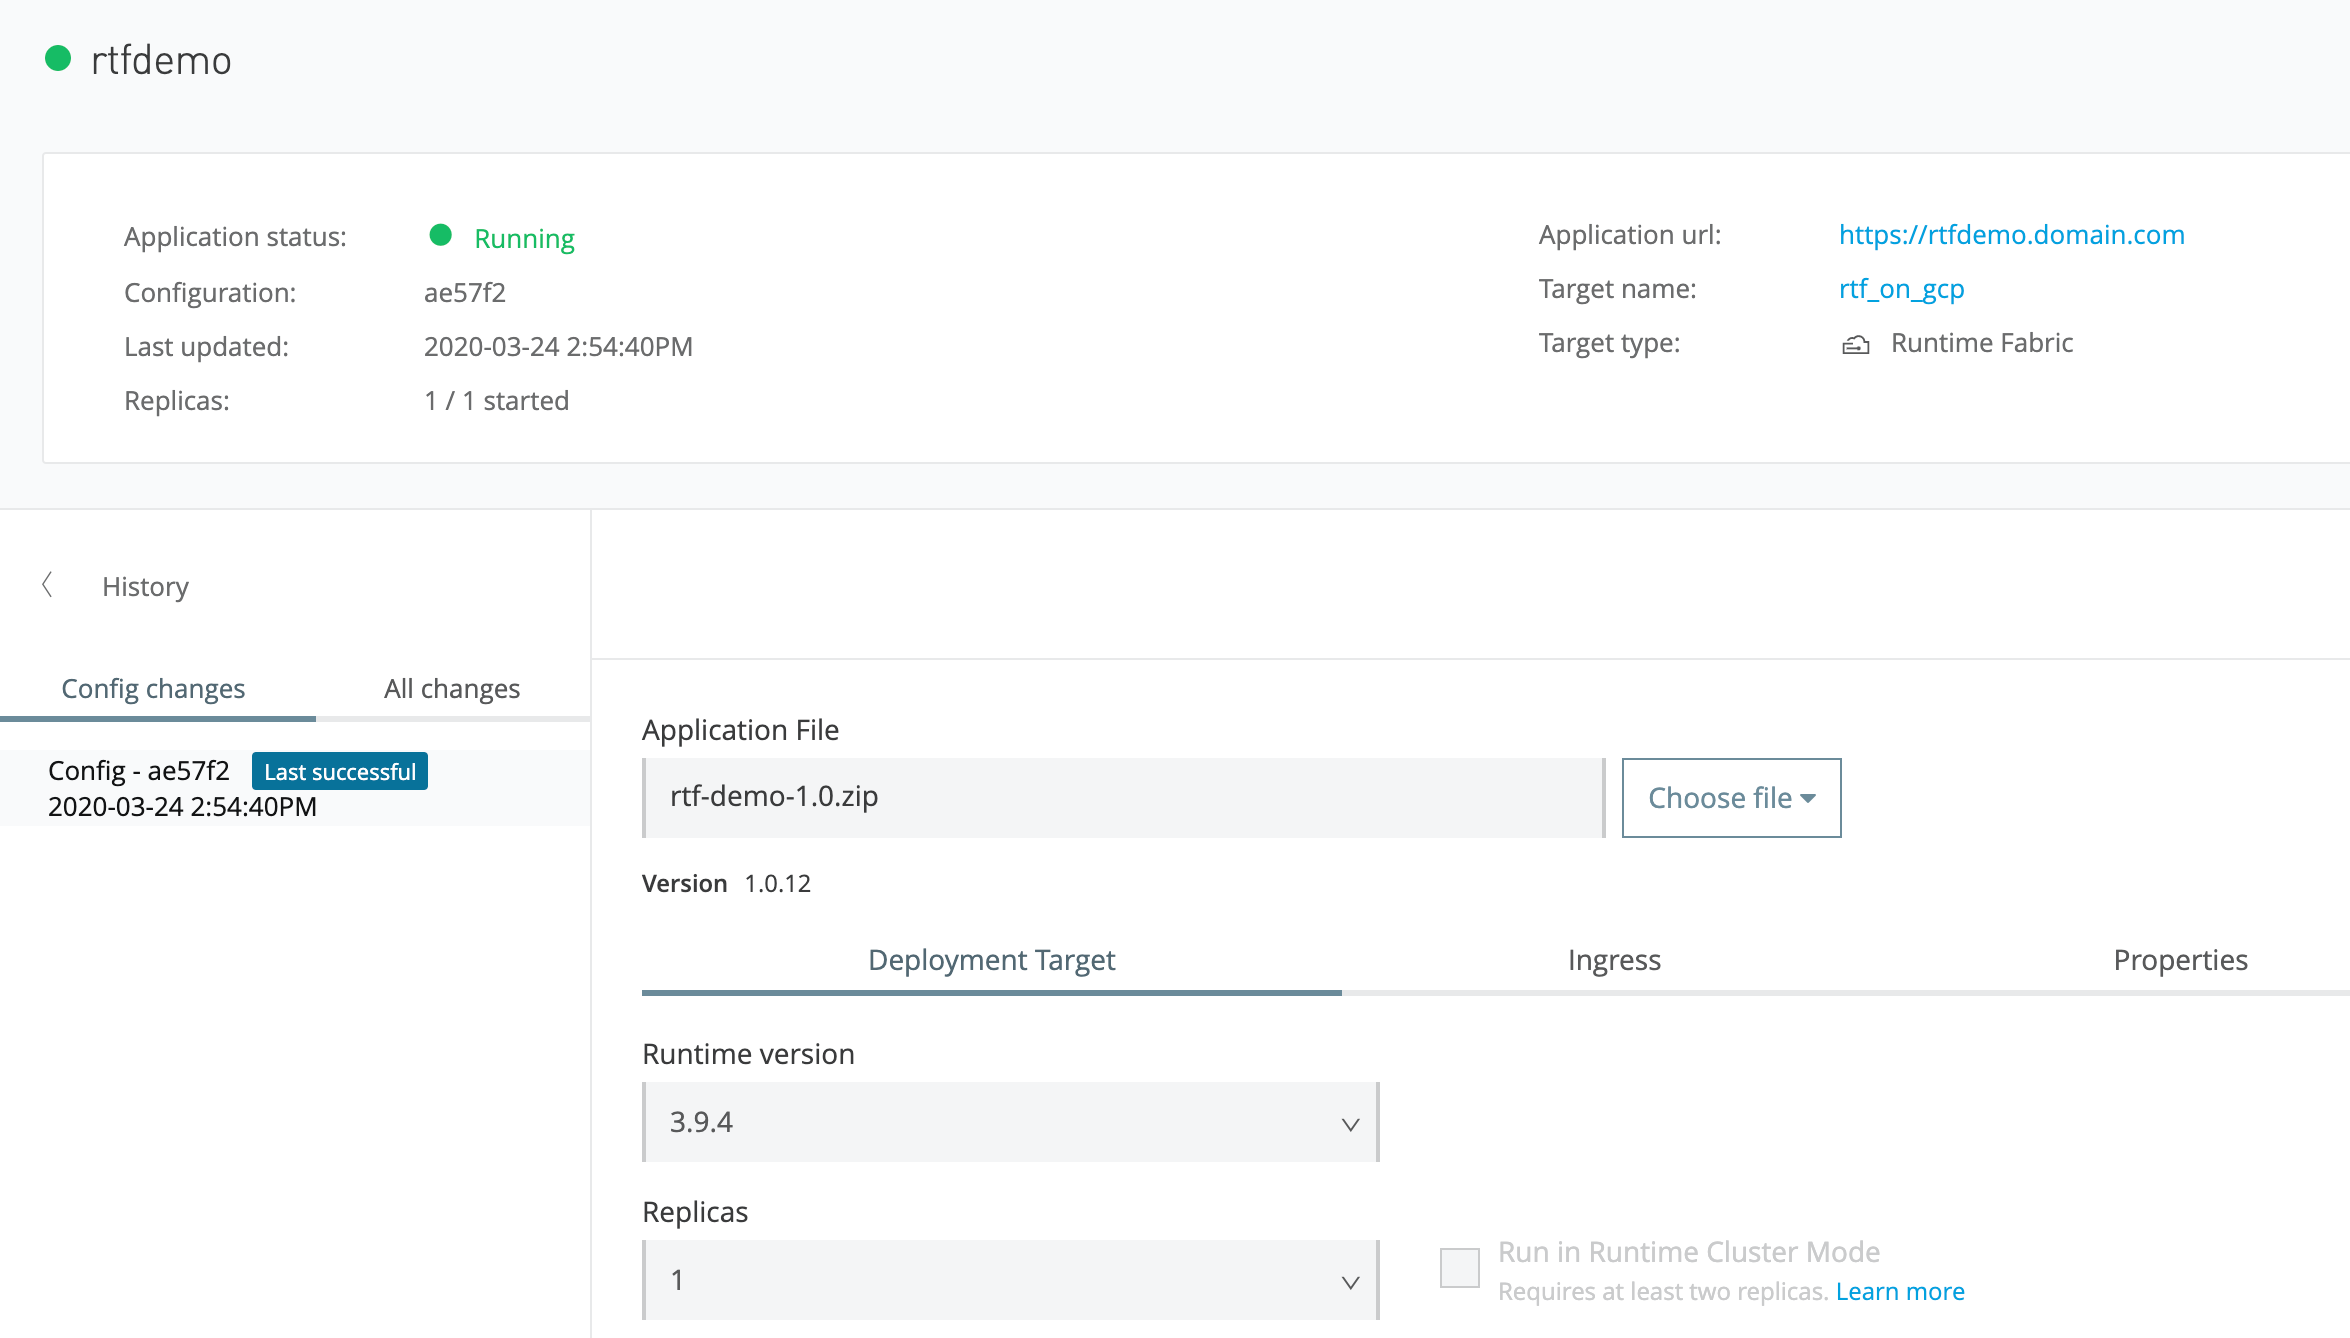 rtfdemo
Application status: Running
Configuration: ae57f2
Last updated: 2020-03-24 2:54:40PM
Replicas: 1 / 1 started
Application url: https://rtfdemo.domain.com
Target name: rtf_on_gcp
Target type: Runtime Fabric
History
Config changes All changes
Config - ae57f2 Last successful
2020-03-24 2:54:40PM
Application File
rtf-demo-1.0.zip Choose file
Version 1.0.12
Deployment Target Ingress Properties
Runtime version
3.9.4
Replicas
1
Run in Runtime Cluster Mode
Requires at least two replicas. Learn more